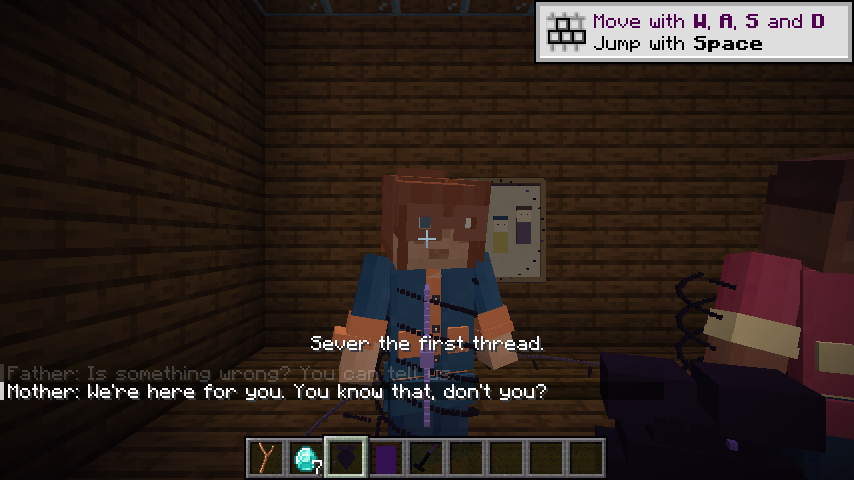 Move with W, A, S and D
Jump with Space
Sever the first thread.
Father: Is something wrong? You can tell us.
Mother: We're here for you. You know that, don't you?
7